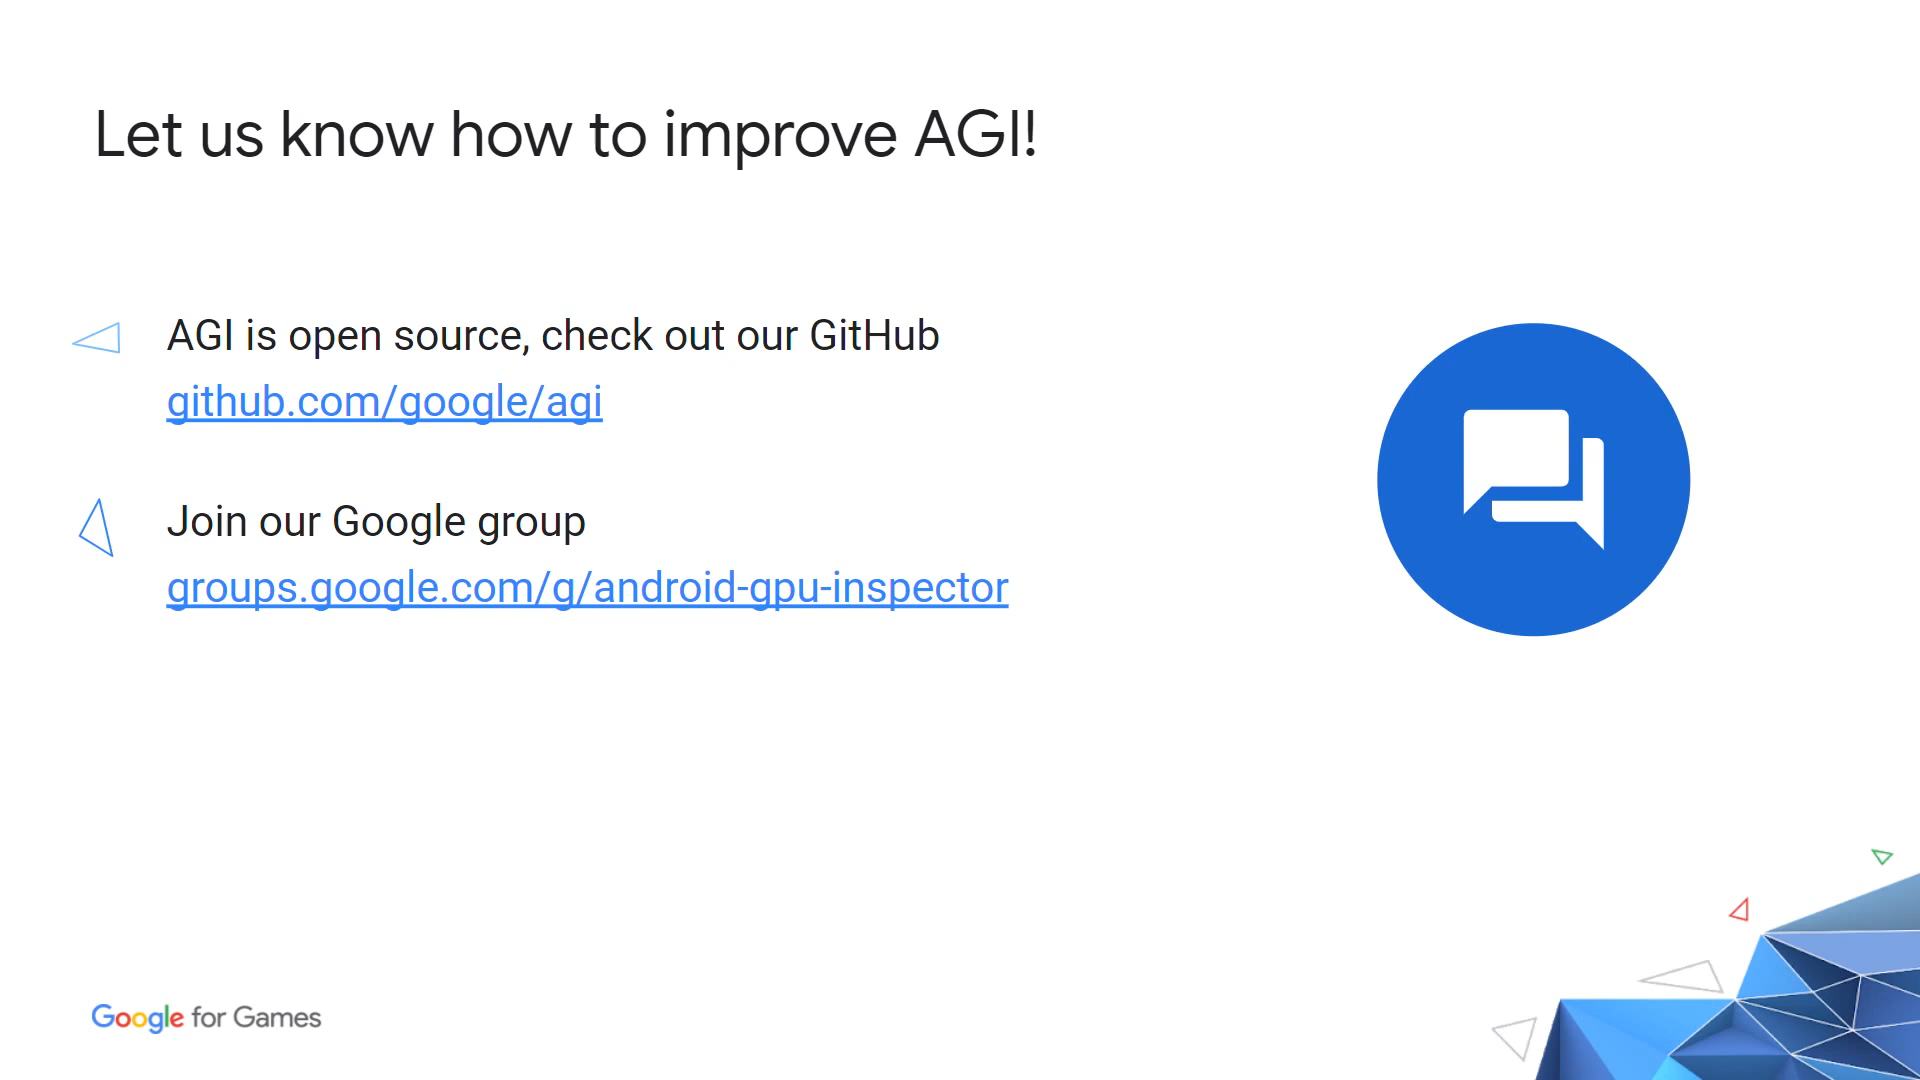 Let us know how to improve AGI!
AGI is open source, check out our GitHub
github.com/google/agi
Join our Google group
groups.google.com/g/android-gpu-inspector
Google for Games